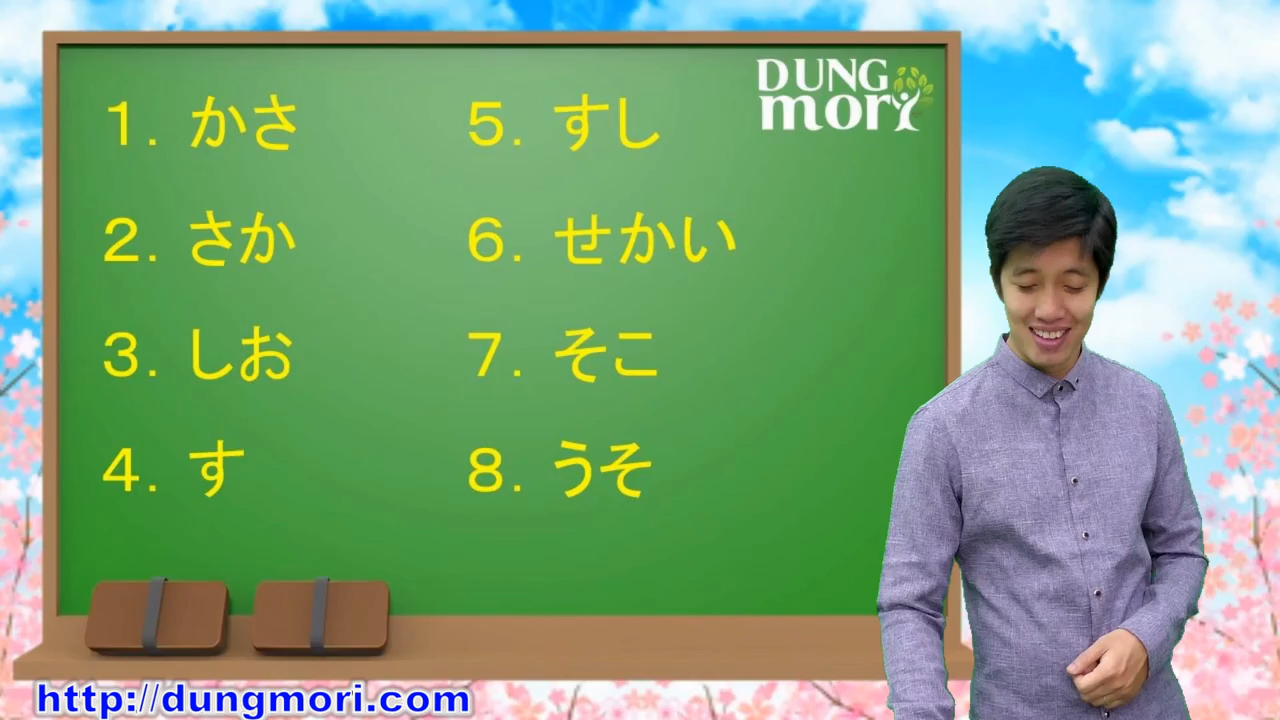 １．かさ
２．さか
３．しお
４．す
５．すし
６．せかい
７．そこ
８．うそ
DUNG
mori
http://dungmori.com